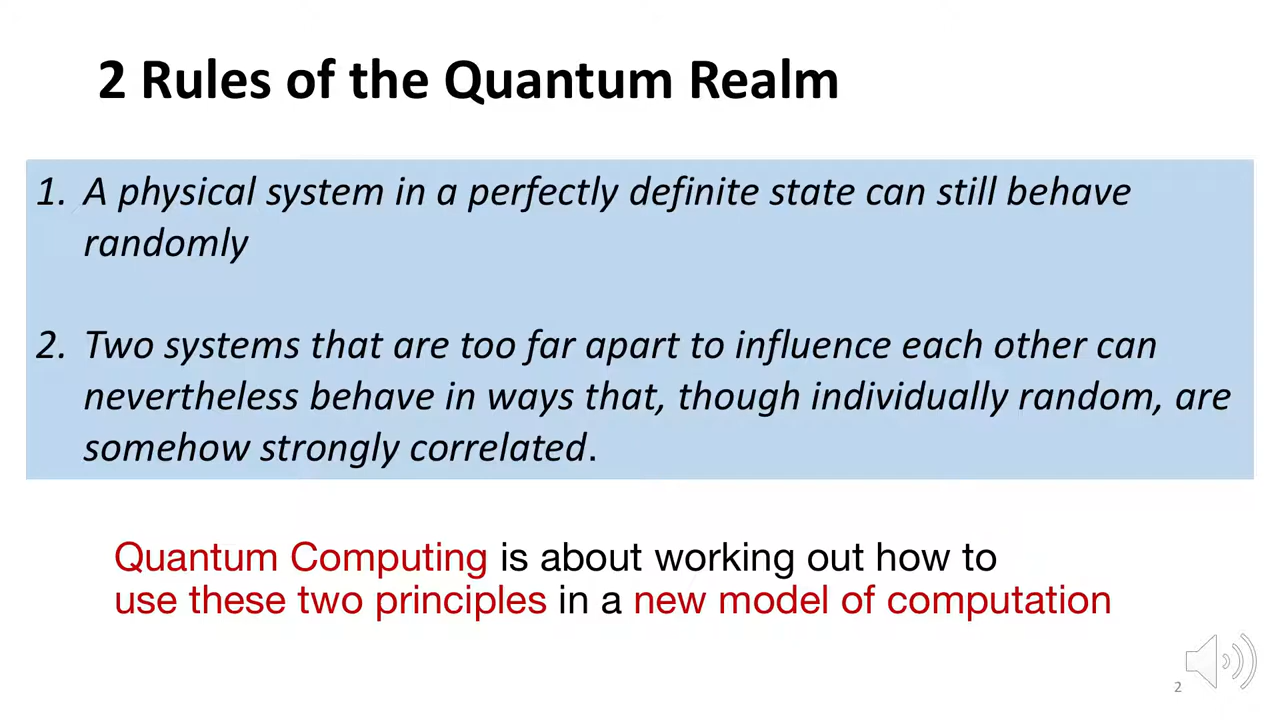 2 Rules of the Quantum Realm
1. A physical system in a perfectly definite state can still behave
randomly
2. Two systems that are too far apart to influence each other can
nevertheless behave in ways that, though individually random, are
somehow strongly correlated.
Quantum Computing is about working out how to
use these two principles in a new model of computation
2